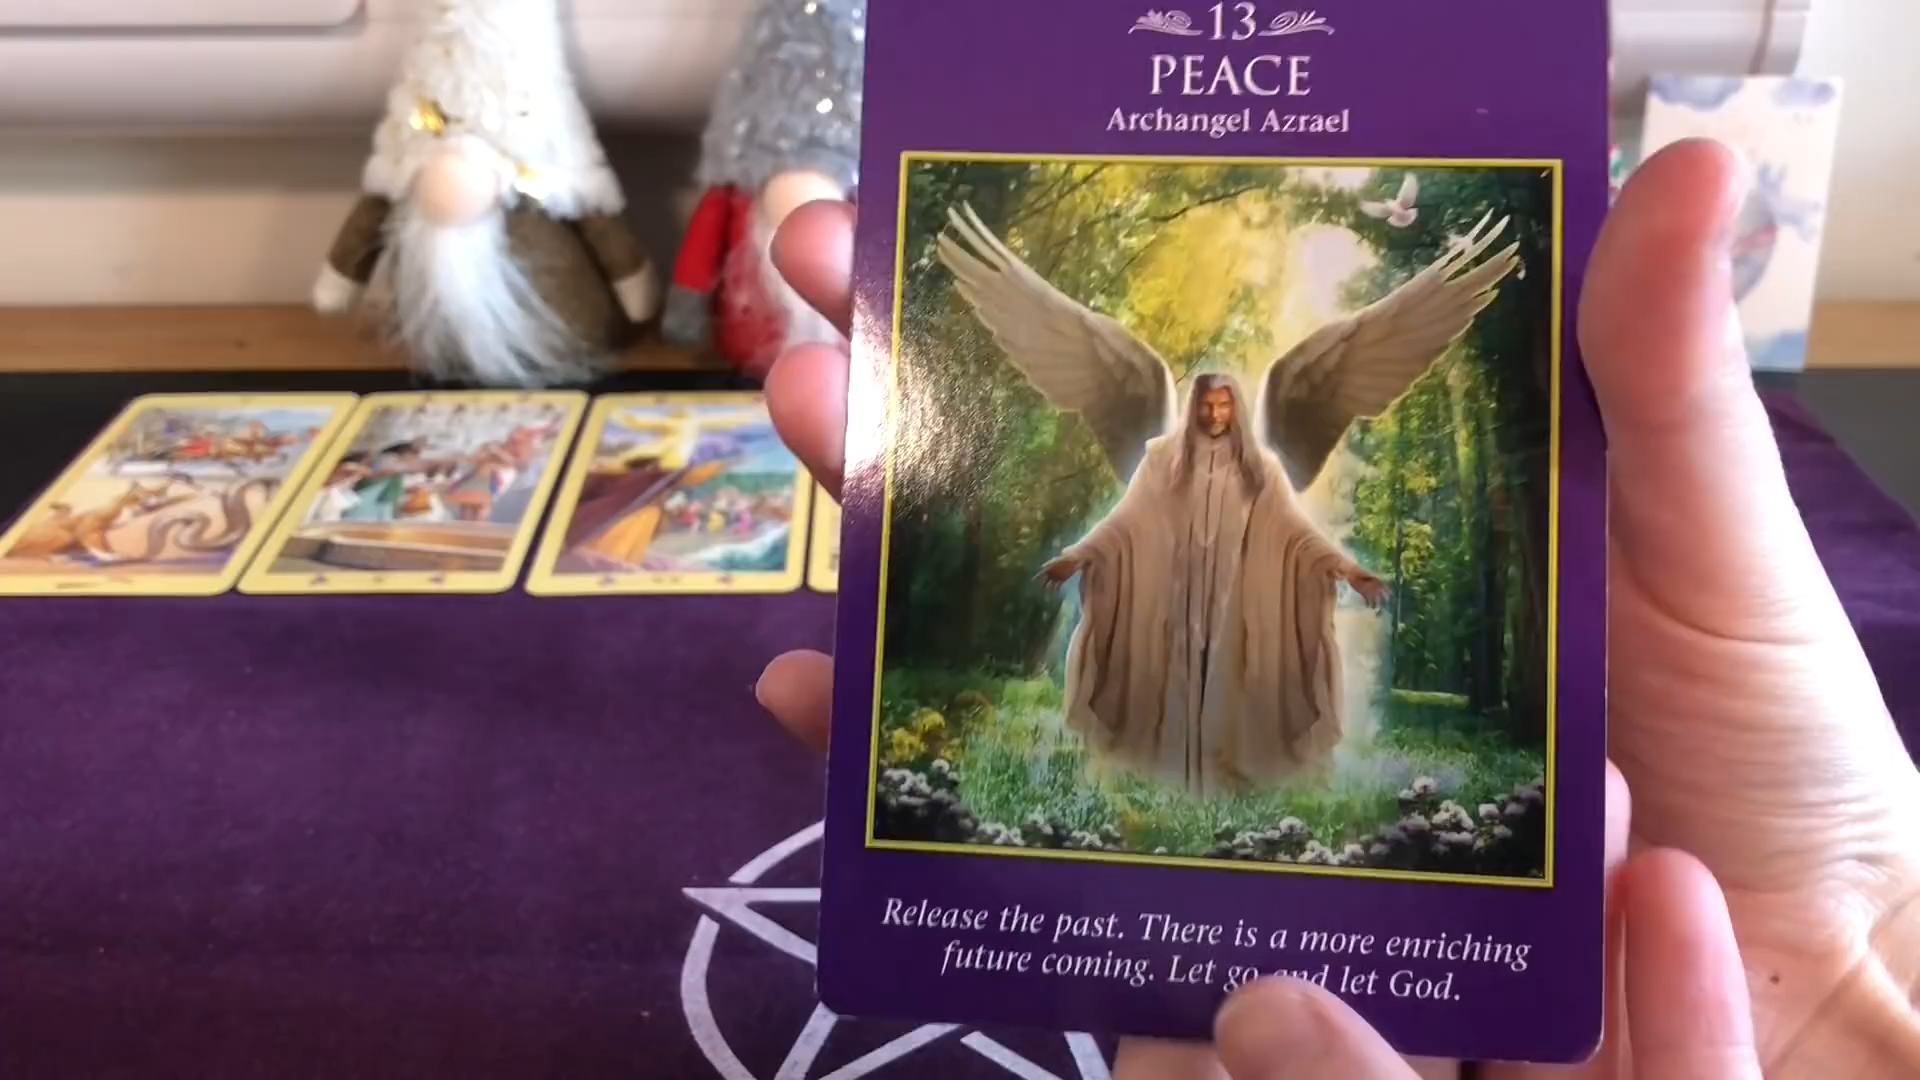 13
PEACE
Archangel Azrael
Release the past. There is a more enriching
future coming. Let go and let God.